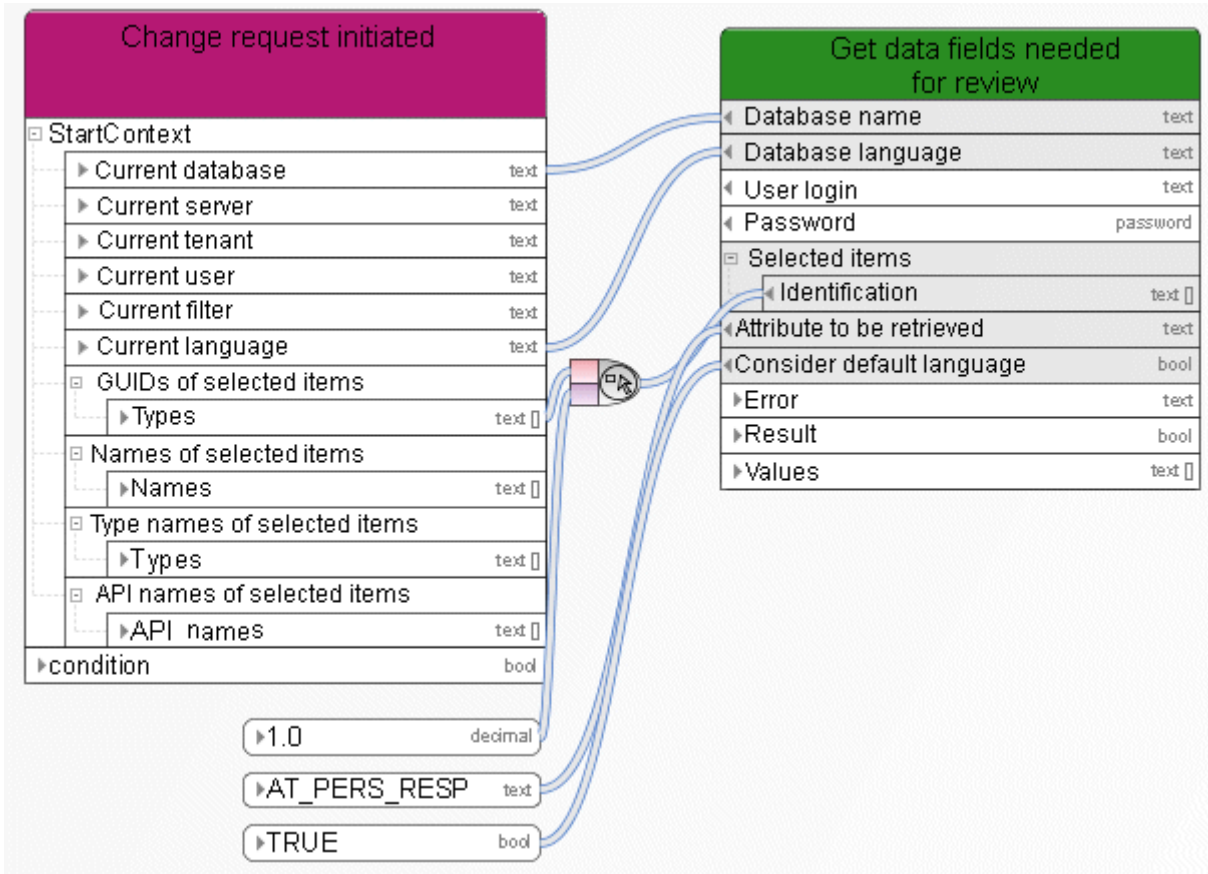 Change request initiated
StartContext
Current database text
Current server text
Current tenant text
Current user text
Current filter text
Current language text
GUIDs of selected items
Types text []
Names of selected items
Names text []
Type names of selected items
Types text []
API names of selected items
API names text []
condition bool
1.0 decimal
AT_PERS_RESP text
TRUE bool
Get data fields needed
for review
Database name text
Database language text
User login text
Password password
Selected items
Identification text []
Attribute to be retrieved text
Consider default language bool
Error text
Result bool
Values text []